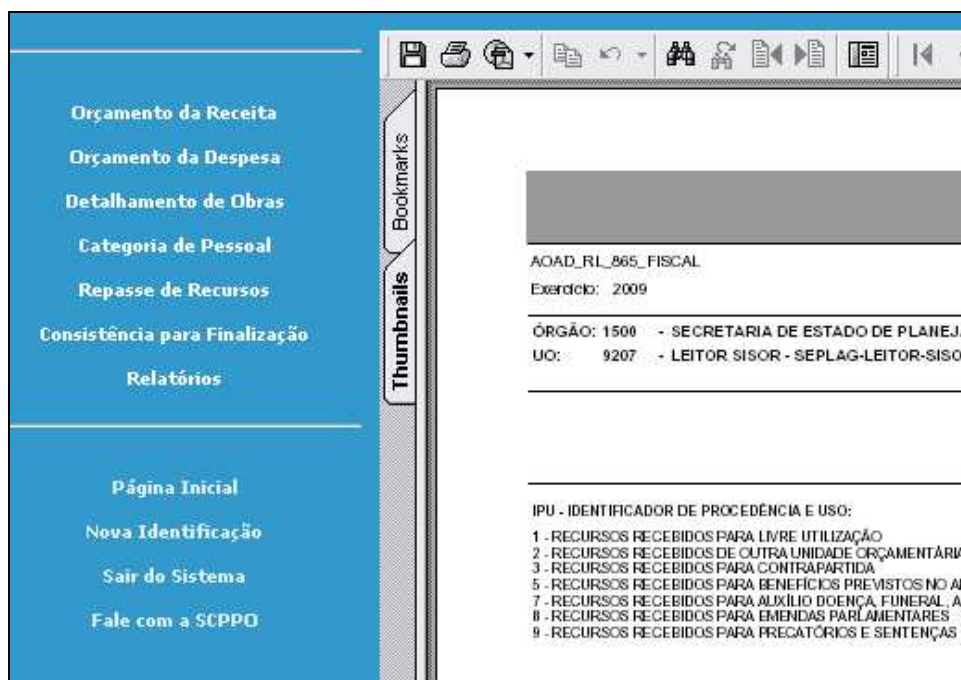 Orçamento da Receita
Orçamento da Despesa
Detalhamento de Obras
Categoria de Pessoal
Repasse de Recursos
Consistência para Finalização
Relatórios
Página Inicial
Nova Identificação
Sair do Sistema
Fale com a SCPPO
Bookmarks
Thumbnails
AOAD_RL_865_FISCAL
Exercício: 2009
ÓRGÃO: 1500 - SECRETARIA DE ESTADO DE PLANEJ
UO: 9207 - LEITOR SISOR - SEPLAG-LEITOR-SISO
IPU - IDENTIFICADOR DE PROCEDÊNCIA E USO:
1 - RECURSOS RECEBIDOS PARA LIVRE UTILIZAÇÃO
2 - RECURSOS RECEBIDOS DE OUTRA UNIDADE ORÇAMENTÁRIA
3 - RECURSOS RECEBIDOS PARA CONTRAPARTIDA
5 - RECURSOS RECEBIDOS PARA BENEFÍCIOS PREVISTOS NO
7 - RECURSOS RECEBIDOS PARA AUXÍLIO DOENÇA, FUNERAL, A
8 - RECURSOS RECEBIDOS PARA EMENDAS PARLAMENTARES
9 - RECURSOS RECEBIDOS PARA PRECATÓRIOS E SENTENÇAS